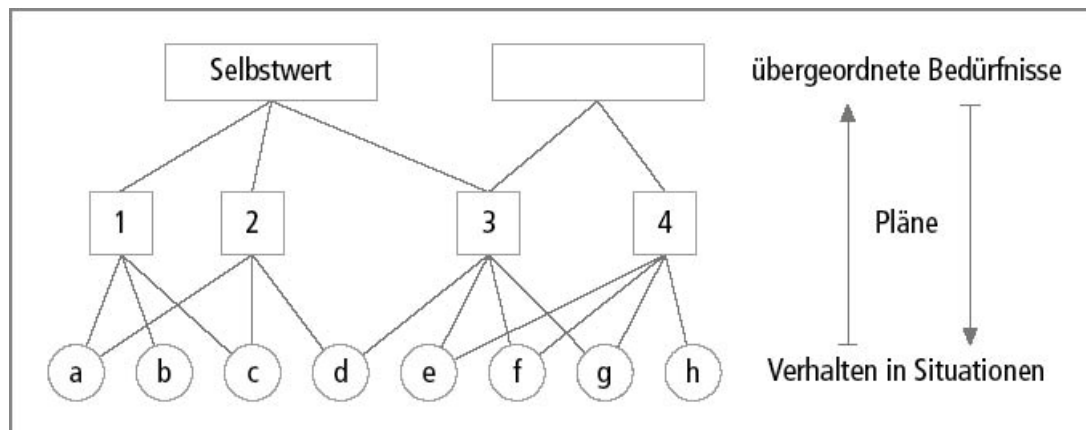 Selbstwert
übergeordnete Bedürfnisse
1 2 3 4
Pläne
a b c d e f g h
Verhalten in Situationen